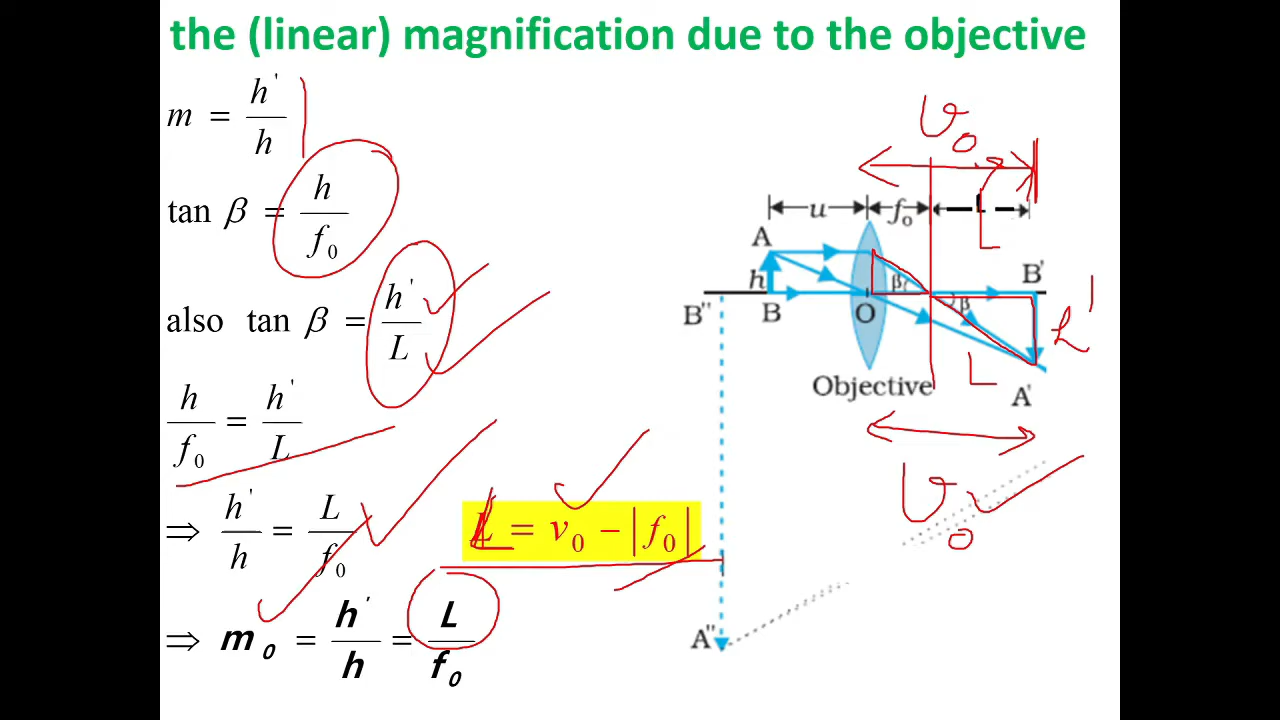 the (linear) magnification due to the objective
m = h' / h
tan β = h / f₀
also tan β = h' / L
h / f₀ = h' / L
⇒ h' / h = L / f₀
L = v₀ − | f₀ |
⇒ m₀ = h' / h = L / f₀
v₀
L
u f₀ L
A
h β β B' h'
B" B O
L
Objective A'
v₀
A"